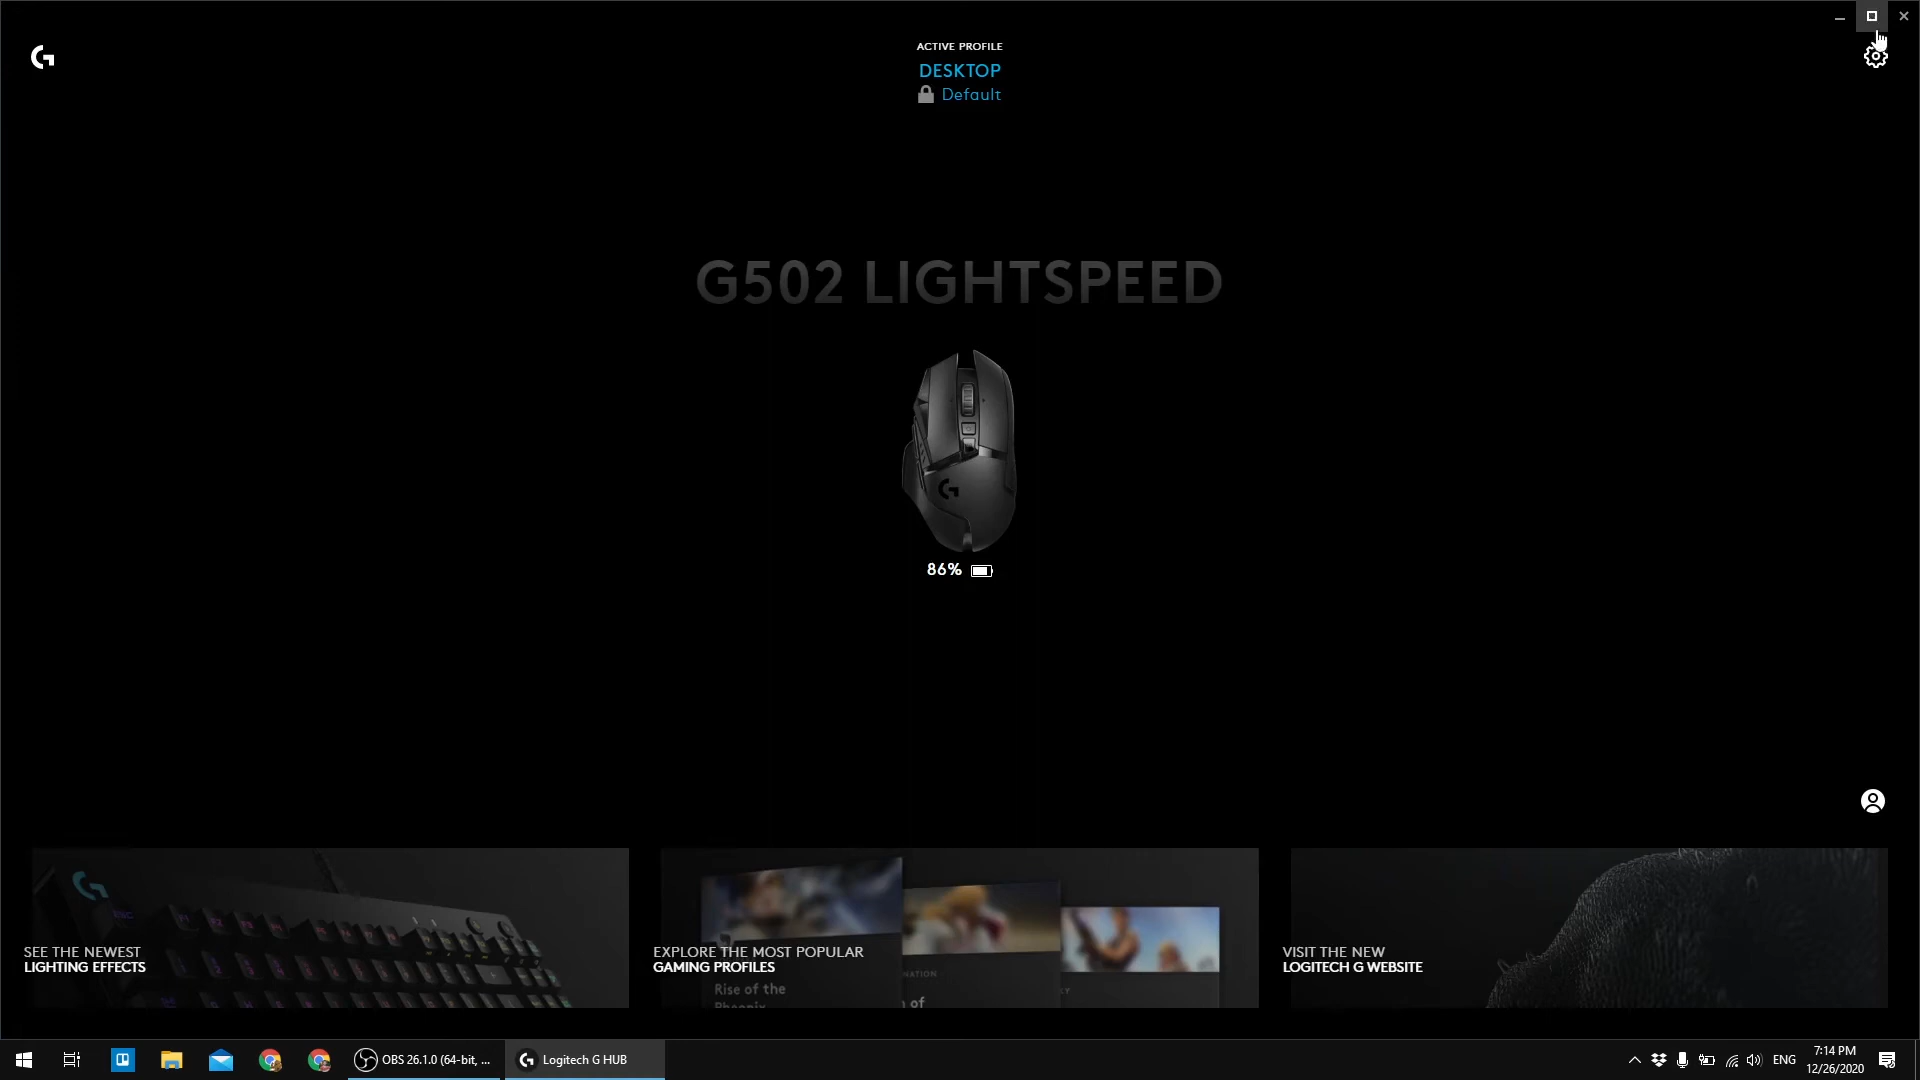 ACTIVE PROFILE
DESKTOP
Default
G502 LIGHTSPEED
86%
SEE THE NEWEST
LIGHTING EFFECTS
EXPLORE THE MOST POPULAR
GAMING PROFILES
Rise of the
VISIT THE NEW
LOGITECH G WEBSITE
OBS 26.1.0 (64-bit, ...
Logitech G HUB
ENG
7:14 PM
12/26/2020